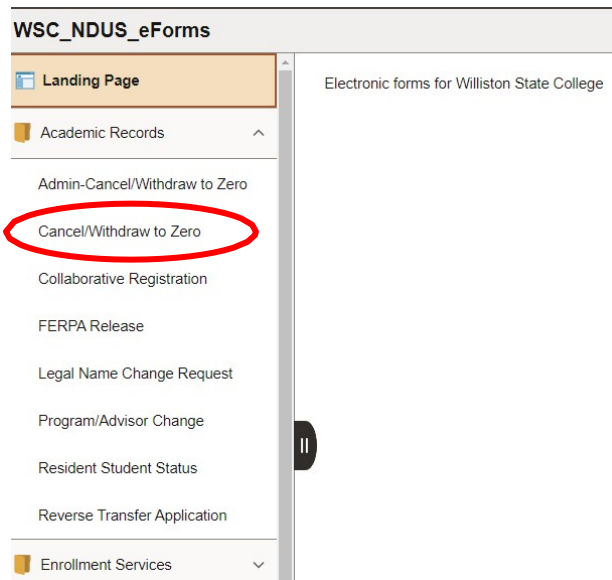 WSC_NDUS_eForms
Landing Page
Electronic forms for Williston State College
Academic Records
Admin-Cancel/Withdraw to Zero
Cancel/Withdraw to Zero
Collaborative Registration
FERPA Release
Legal Name Change Request
Program/Advisor Change
Resident Student Status
Reverse Transfer Application
Enrollment Services